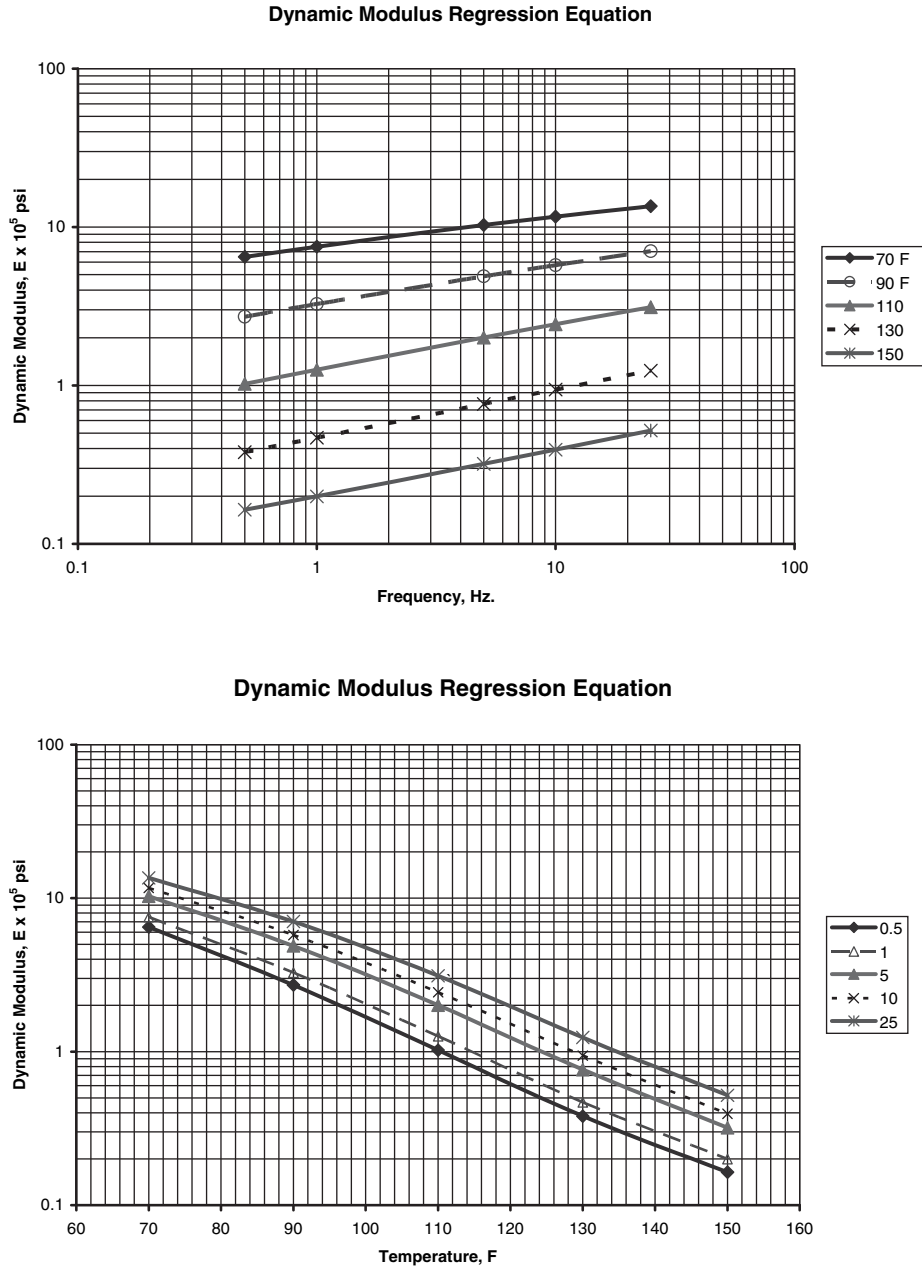 Dynamic Modulus Regression Equation
Dynamic Modulus, E x 10⁵ psi
100
10
1
0.1
0.1 1 10 100
Frequency, Hz.
70 F
90 F
110
130
150
Dynamic Modulus Regression Equation
Dynamic Modulus, E x 10⁵ psi
100
10
1
0.1
60 70 80 90 100 110 120 130 140 150 160
Temperature, F
0.5
1
5
10
25